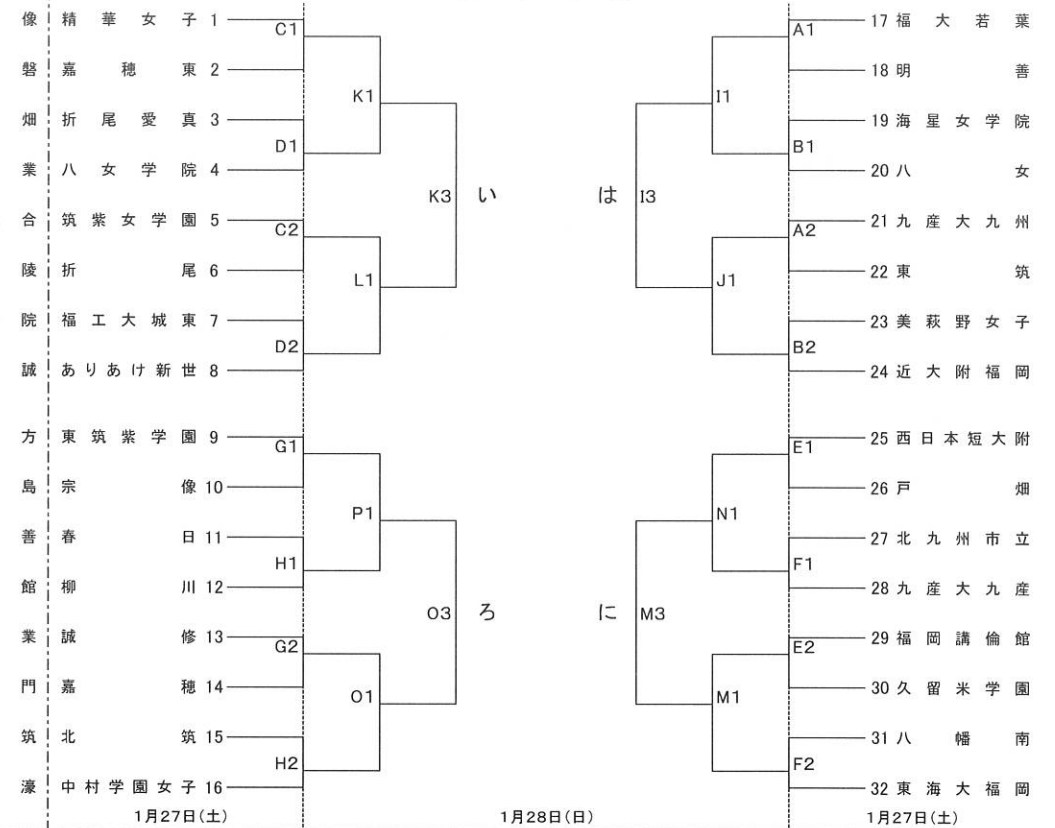 像 精華女子 1
C1
磐 嘉穂東 2
K1
畑 折尾愛真 3
D1
業 八女学院 4
K3 い
合 筑紫女学園 5
C2
陵 折尾 6
L1
院 福工大城東 7
D2
誠 ありあけ新世 8
方 東筑紫学園 9
G1
島 宗像 10
P1
善 春日 11
H1
館 柳川 12
O3 ろ
業 誠修 13
G2
門 嘉穂 14
O1
筑 北筑 15
H2
濠 中村学園女子 16
1月27日(土)
1月28日(日)
17 福大若葉
A1
18 明善
I1
19 海星女学院
B1
20 八女
は I3
21 九産大九州
A2
22 東筑
J1
23 美萩野女子
B2
24 近大附福岡
25 西日本短大附
E1
26 戸畑
N1
27 北九州市立
F1
28 九産大九産
に M3
29 福岡講倫館
E2
30 久留米学園
M1
31 八幡南
F2
32 東海大福岡
1月27日(土)